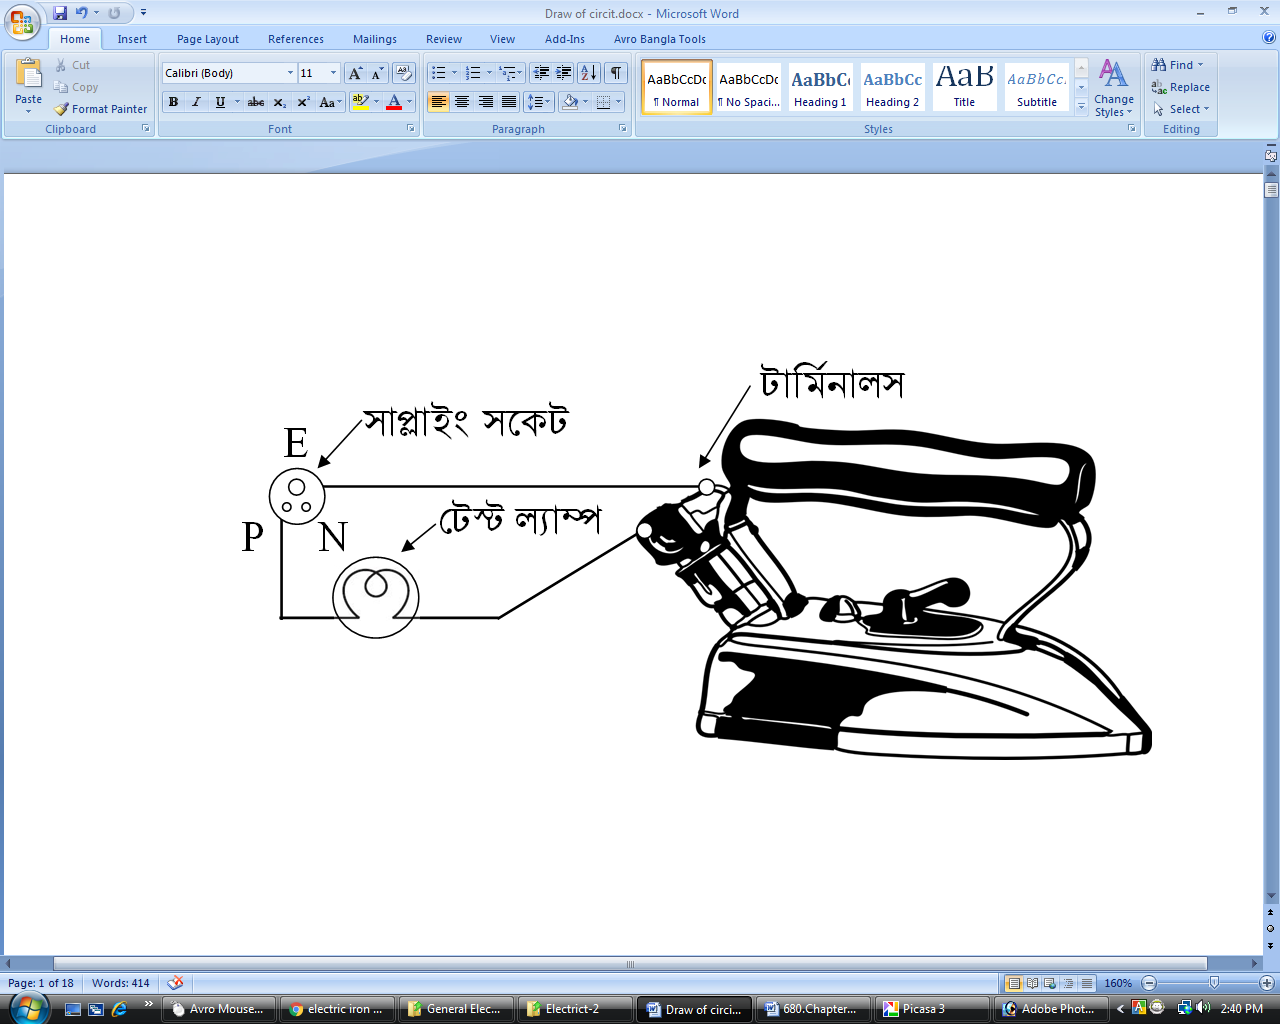 Draw of circit.docx - Microsoft Word
Home Insert Page Layout References Mailings Review View Add-Ins Avro Bangla Tools
Paste Cut Copy Format Painter Clipboard
Calibri (Body) 11 Font
Paragraph
AaBbCcDc AaBbCcDc AaBbC AaBbCc AaB AaBbCc.
¶ Normal ¶ No Spaci... Heading 1 Heading 2 Title Subtitle Change Styles
Styles
Find Replace Select Editing
টার্মিনালস
সাপ্লাইং সকেট
E
টেস্ট ল্যাম্প
P N
Page: 1 of 18 Words: 414 160%
Avro Mouse... electric iron ... General Elec... Electrict-2 Draw of circi... 680.Chapter... Picasa 3 Adobe Phot... 2:40 PM